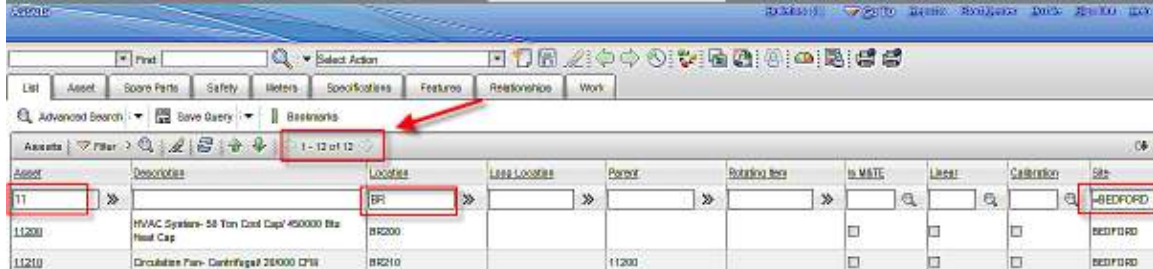 Find Select Action
List Asset Spare Parts Safety Meters Specifications Features Relationships Work
Advanced Search Save Query Bookmarks
Assets Filter 1 - 12 of 12
Asset Description Location Parent Rotating Item Is M&TE Linear Calibration Site
11 BR =BEDFORD
11200 HVAC System- 50 Ton Cool Cap/ 450000 Btu Heat Cap BR200 BEDFORD
11210 Circulation Fan- Centrifugal/ 20/000 CFM BR210 11200 BEDFORD